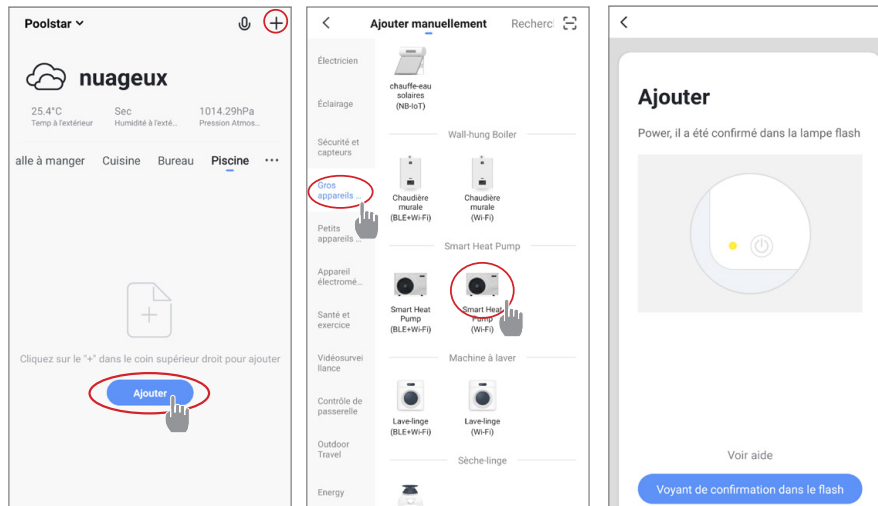 Poolstar
nuageux
25.4°C
Sec
1014.29hPa
Temp à l'extérieur
Humidité à l'exté...
Pression Atmos...
alle à manger
Cuisine
Bureau
Piscine
Cliquez sur le "+" dans le coin supérieur droit pour ajouter
Ajouter
Ajouter manuellement
Recherc
Électricien
Éclairage
Sécurité et
capteurs
Gros
appareils ...
Petits
appareils ...
Appareil
électromé...
Santé et
exercice
Vidéosurvei
llance
Contrôle de
passerelle
Outdoor
Travel
Energy
chauffe-eau
solaires
(NB-IoT)
Wall-hung Boiler
Chaudière
murale
(BLE+Wi-Fi)
Chaudière
murale
(Wi-Fi)
Smart Heat Pump
Smart Heat
Pump
(BLE+Wi-Fi)
Smart Heat
Pump
(Wi-Fi)
Machine à laver
Lave-linge
(BLE+Wi-Fi)
Lave-linge
(Wi-Fi)
Sèche-linge
Ajouter
Power, il a été confirmé dans la lampe flash
Voir aide
Voyant de confirmation dans le flash